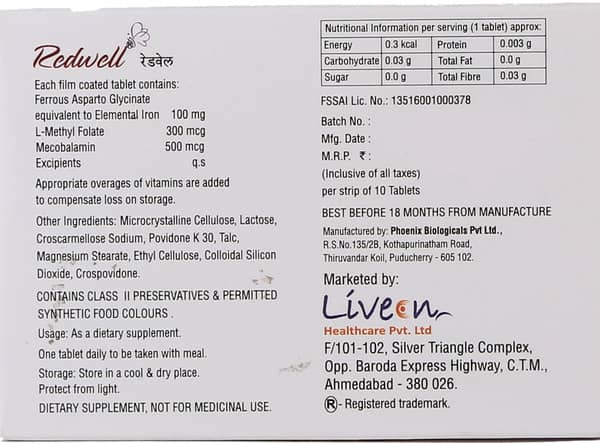 Redwell रेडवेल
Each film coated tablet contains:
Ferrous Asparto Glycinate
equivalent to Elemental Iron 100 mg
L-Methyl Folate 300 mcg
Mecobalamin 500 mcg
Excipients q.s
Appropriate overages of vitamins are added
to compensate loss on storage.
Other Ingredients: Microcrystalline Cellulose, Lactose,
Croscarmellose Sodium, Povidone K 30, Talc,
Magnesium Stearate, Ethyl Cellulose, Colloidal Silicon
Dioxide, Crospovidone.
CONTAINS CLASS II PRESERVATIVES & PERMITTED
SYNTHETIC FOOD COLOURS .
Usage: As a dietary supplement.
One tablet daily to be taken with meal.
Storage: Store in a cool & dry place.
Protect from light.
DIETARY SUPPLEMENT, NOT FOR MEDICINAL USE.
Nutritional Information per serving (1 tablet) approx:
Energy 0.3 kcal Protein 0.003 g
Carbohydrate 0.03 g Total Fat 0.0 g
Sugar 0.0 g Total Fibre 0.03 g
FSSAI Lic. No.: 13516001000378
Batch No. :
Mfg. Date :
M.R.P. ₹ :
(Inclusive of all taxes)
per strip of 10 Tablets
BEST BEFORE 18 MONTHS FROM MANUFACTURE
Manufactured by: Phoenix Biologicals Pvt Ltd.,
R.S.No.135/2B, Kothapurinatham Road,
Thiruvandar Koil, Puducherry - 605 102.
Marketed by:
Liveon
Healthcare Pvt. Ltd
F/101-102, Silver Triangle Complex,
Opp. Baroda Express Highway, C.T.M.,
Ahmedabad - 380 026.
®- Registered trademark.